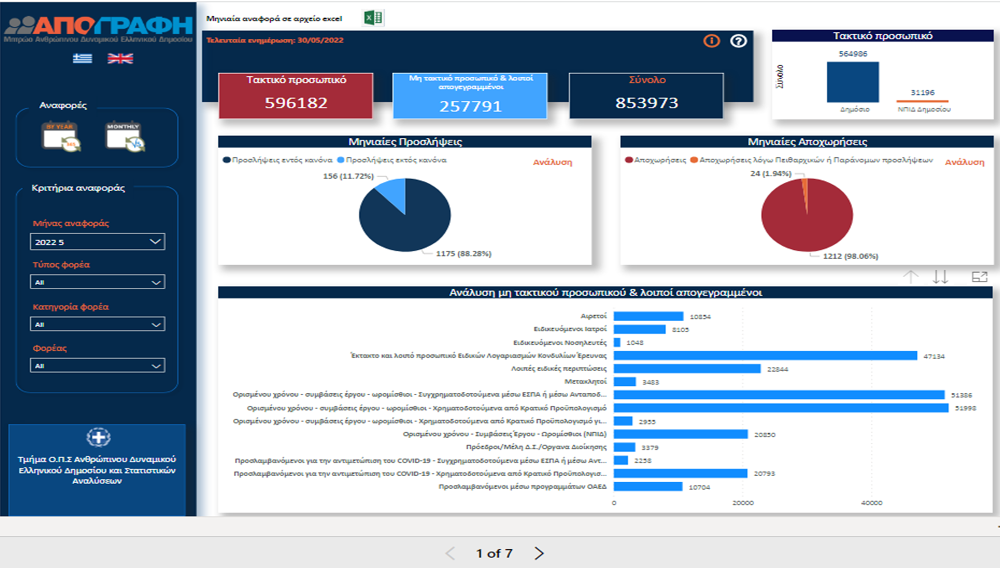 ΑΠΟΓΡΑΦΗ
Μητρώο Ανθρώπινου Δυναμικού Ελληνικού Δημοσίου
Αναφορές
BY YEAR
365
MONTHLY
Κριτήρια αναφοράς
Μήνας αναφοράς
2022 5
Τύπος φορέα
All
Κατηγορία φορέα
All
Φορέας
All
Τμήμα Ο.Π.Σ Ανθρώπινου Δυναμικού
Ελληνικού Δημοσίου και Στατιστικών
Αναλύσεων
Μηνιαία αναφορά σε αρχείο excel
Τελευταία ενημέρωση: 30/05/2022
Τακτικό προσωπικό
596182
Μη τακτικό προσωπικό & λοιποί
απογεγραμμένοι
257791
Σύνολο
853973
Τακτικό προσωπικό
Σύνολο
564986
31196
Δημόσιο
ΝΠΙΔ Δημοσίου
Μηνιαίες Προσλήψεις
Προσλήψεις εντός κανόνα Προσλήψεις εκτός κανόνα
Ανάλυση
156 (11.72%)
1175 (88.28%)
Μηνιαίες Αποχωρήσεις
Αποχωρήσεις Αποχωρήσεις λόγω Πειθαρχικών ή Παράνομων προσλήψεων
Ανάλυση
24 (1.94%)
1212 (98.06%)
Ανάλυση μη τακτικού προσωπικού & λοιποί απογεγραμμένοι
Αιρετοί 10854
Ειδικευόμενοι Ιατροί 8105
Ειδικευόμενοι Νοσηλευτές 1048
Έκτακτο και λοιπό προσωπικό Ειδικών Λογαριασμών Κονδυλίων Έρευνας 47134
Λοιπές ειδικές περιπτώσεις 22844
Μετακλητοί 3483
Ορισμένου χρόνου - συμβάσεις έργου - ωρομίσθιοι - Συγχρηματοδοτούμενα μέσω ΕΣΠΑ ή μέσω Ανταποδ... 51386
Ορισμένου χρόνου - συμβάσεις έργου - ωρομίσθιοι - Χρηματοδοτούμενα από Κρατικό Προϋπολογισμό 51998
Ορισμένου χρόνου - συμβάσεις έργου - ωρομίσθιοι - Χρηματοδοτούμενα από Κρατικό Προϋπολογισμό γι... 2955
Ορισμένου χρόνου - Συμβάσεις Έργου - Ωρομίσθιοι (ΝΠΙΔ) 20850
Πρόεδροι/Μέλη Δ.Σ./Οργανα Διοίκησης 3379
Προσλαμβανόμενοι για την αντιμετώπιση του COVID-19 - Συγχρηματοδοτούμενα μέσω ΕΣΠΑ ή μέσω Αντ... 2258
Προσλαμβανόμενοι για την αντιμετώπιση του COVID-19 - Χρηματοδοτούμενα από Κρατικό Προϋπολογισ... 20793
Προσλαμβανόμενοι μέσω προγραμμάτων ΟΑΕΔ 10704
0 20000 40000
1 of 7